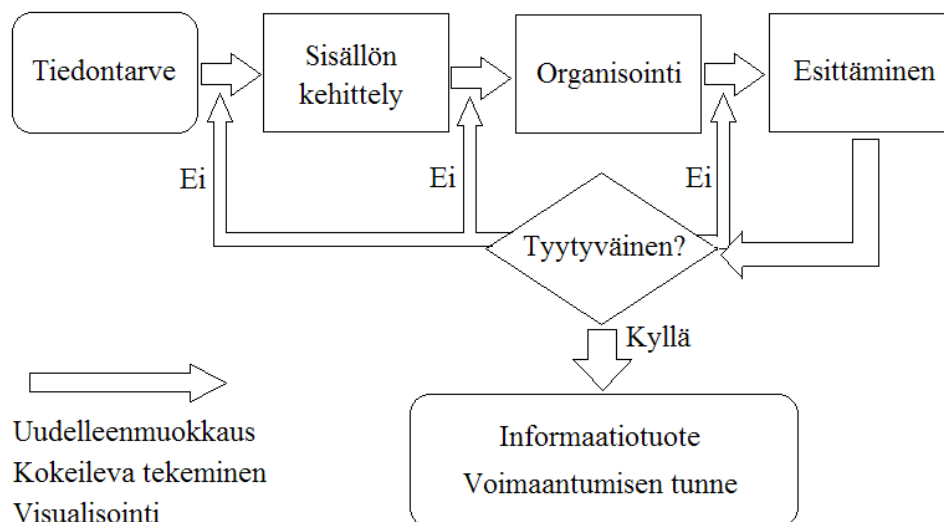 Tiedontarve
Sisällön
kehittely
Organisointi
Esittäminen
Ei
Ei
Ei
Tyytyväinen?
Kyllä
Uudelleenmuokkaus
Kokeileva tekeminen
Visualisointi
Informaatiotuote
Voimaantumisen tunne